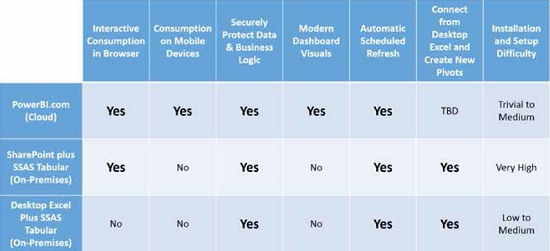 Interactive
Consumption
in Browser
Consumption
on Mobile
Devices
Securely
Protect Data
& Business
Logic
Modern
Dashboard
Visuals
Automatic
Scheduled
Refresh
Connect
from
Desktop
Excel and
Create New
Pivots
Installation
and Setup
Difficulty
PowerBI.com
(Cloud)
Yes
Yes
Yes
Yes
Yes
TBD
Trivial to
Medium
SharePoint plus
SSAS Tabular
(On-Premises)
Yes
No
Yes
No
Yes
Yes
Very High
Desktop Excel
Plus SSAS
Tabular
(On-Premises)
No
No
Yes
No
Yes
Yes
Low to
Medium